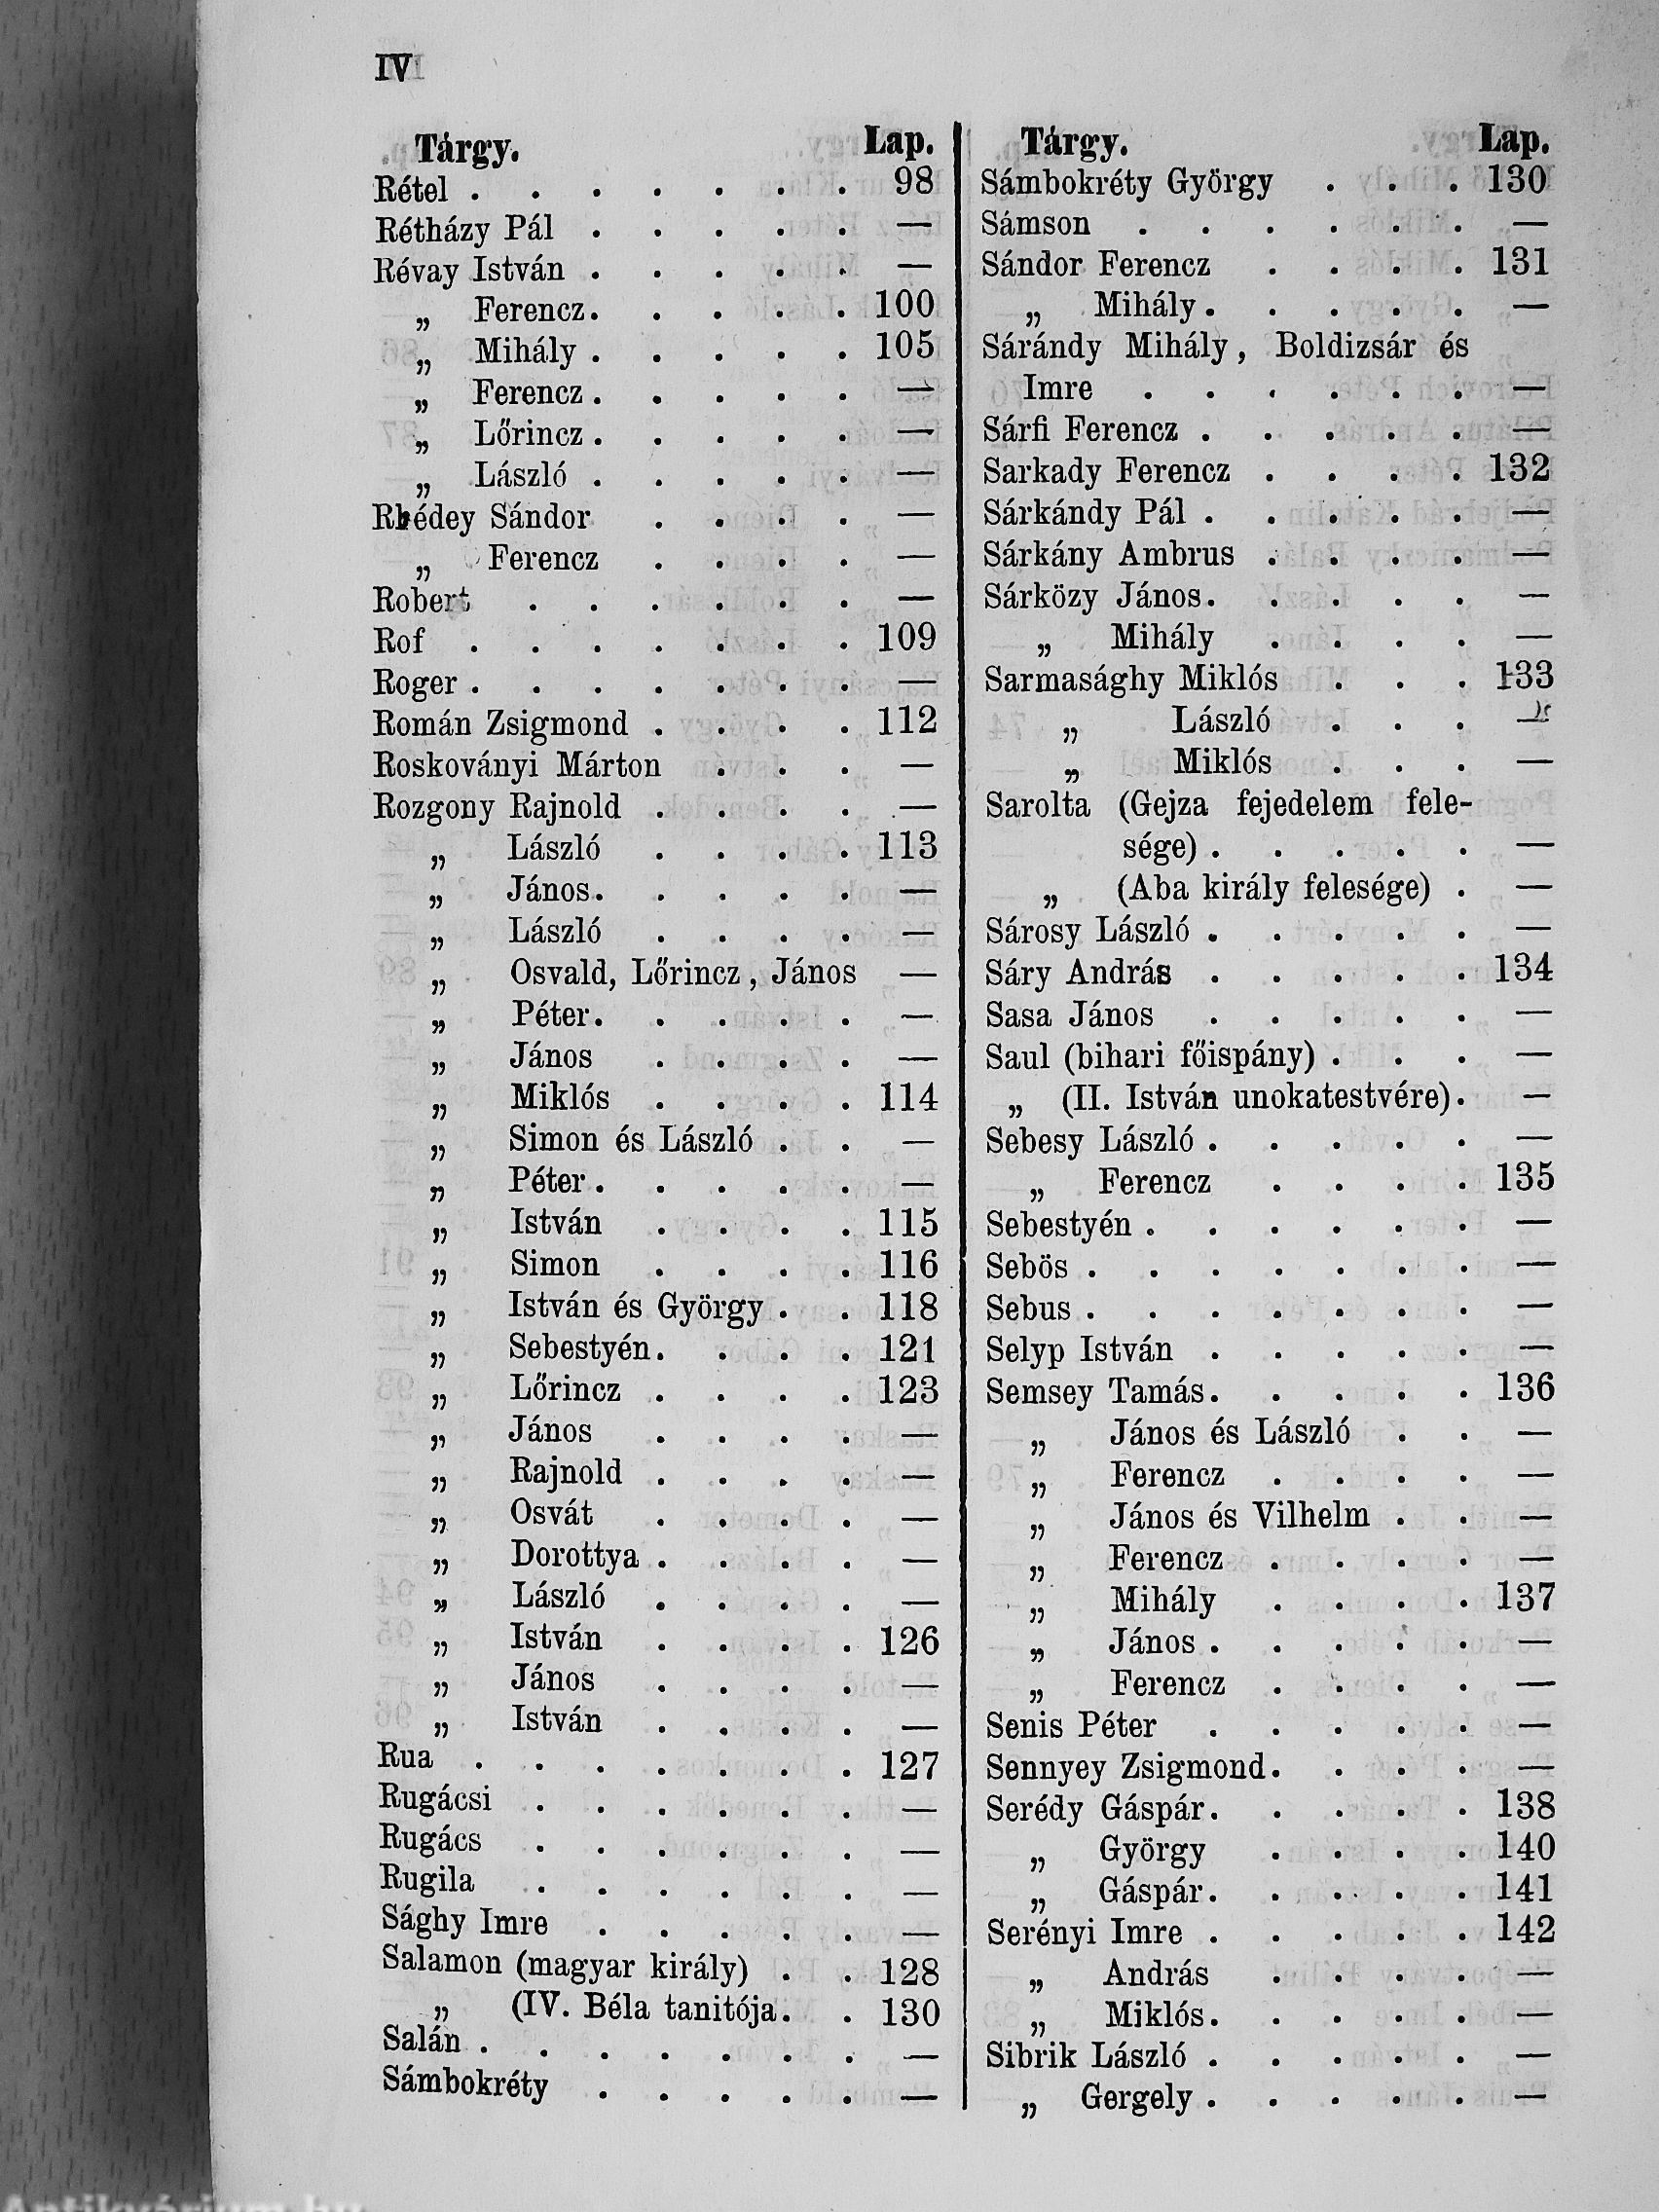 IV
Tárgy. Lap.
Rétel . . . . . . . 98
Rétházy Pál . . . . . —
Révay István . . . . . —
„ Ferencz. . . . . 100
„ Mihály . . . . . 105
„ Ferencz . . . . . —
„ Lőrincz . . . . . —
„ László . . . . . —
Rhédey Sándor . . . . —
„ Ferencz . . . . —
Robert . . . . . . —
Rof . . . . . . . 109
Roger . . . . . . . —
Román Zsigmond . . . . 112
Roskoványi Márton . . . —
Rozgony Rajnold . . . . —
„ László . . . . 113
„ János. . . . . —
„ László . . . . —
„ Osvald, Lőrincz, János —
„ Péter. . . . . —
„ János . . . . —
„ Miklós . . . . 114
„ Simon és László . . —
„ Péter . . . . . —
„ István . . . . 115
„ Simon . . . . 116
„ István és György . . 118
„ Sebestyén. . . . 121
„ Lőrincz . . . . 123
„ János . . . . —
„ Rajnold . . . . —
„ Osvát . . . . —
„ Dorottya . . . . —
„ László . . . . —
„ István . . . . 126
„ János . . . . —
„ István . . . . —
Rua . . . . . . . 127
Rugácsi . . . . . . —
Rugács . . . . . . —
Rugila . . . . . . —
Sághy Imre . . . . . —
Salamon (magyar király) . . 128
„ (IV. Béla tanitója. . 130
Salán . . . . . . . —
Sámbokréty . . . . . —
Tárgy. Lap.
Sámbokréty György . . . 130
Sámson . . . . . . —
Sándor Ferencz . . . . 131
„ Mihály . . . . . —
Sárándy Mihály, Boldizsár és
Imre . . . . . . —
Sárfi Ferencz . . . . . —
Sarkady Ferencz . . . . 132
Sárkándy Pál . . . . . —
Sárkány Ambrus . . . . —
Sárközy János. . . . . —
„ Mihály . . . . —
Sarmasághy Miklós . . . 133
„ László . . . —
„ Miklós . . . —
Sarolta (Gejza fejedelem fele-
sége) . . . . . —
„ (Aba király felesége) . —
Sárosy László . . . . . —
Sáry András . . . . . 134
Sasa János . . . . . —
Saul (bihari főispány) . . . —
„ (II. István unokatestvére). —
Sebesy László . . . . . —
„ Ferencz . . . . 135
Sebestyén . . . . . . —
Sebös . . . . . . . —
Sebus . . . . . . . —
Selyp István . . . . . —
Semsey Tamás. . . . . 136
„ János és László . . —
„ Ferencz . . . . —
„ János és Vilhelm . . —
„ Ferencz . . . . —
„ Mihály . . . . 137
„ János . . . . . —
„ Ferencz . . . . —
Senis Péter . . . . . —
Sennyey Zsigmond. . . . —
Serédy Gáspár. . . . . 138
„ György . . . . 140
„ Gáspár. . . . . 141
Serényi Imre . . . . . 142
„ András . . . . —
„ Miklós. . . . . —
Sibrik László . . . . . —
„ Gergely . . . . . —